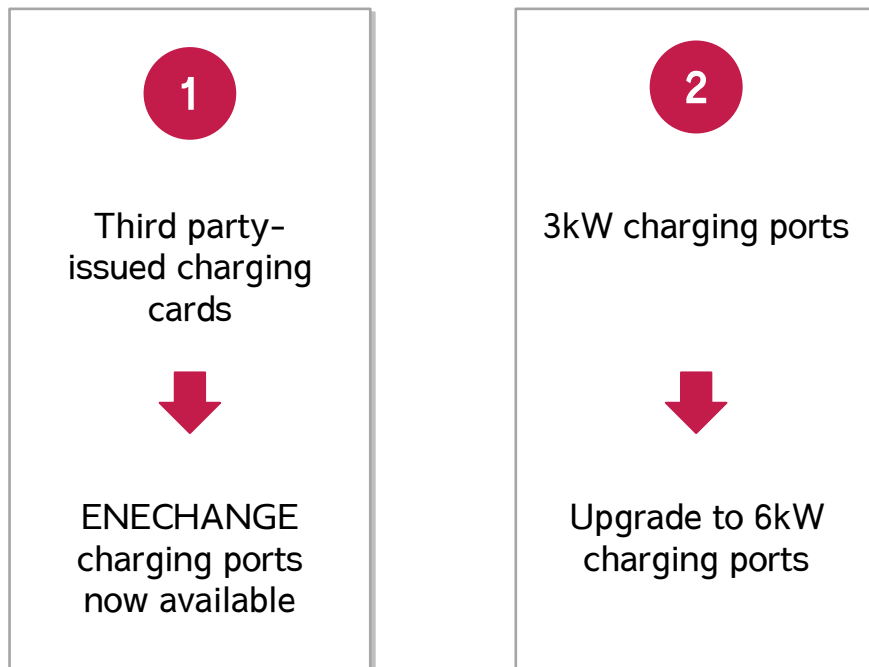 1
Third party-
issued charging
cards
ENECHANGE
charging ports
now available
2
3kW charging ports
Upgrade to 6kW
charging ports